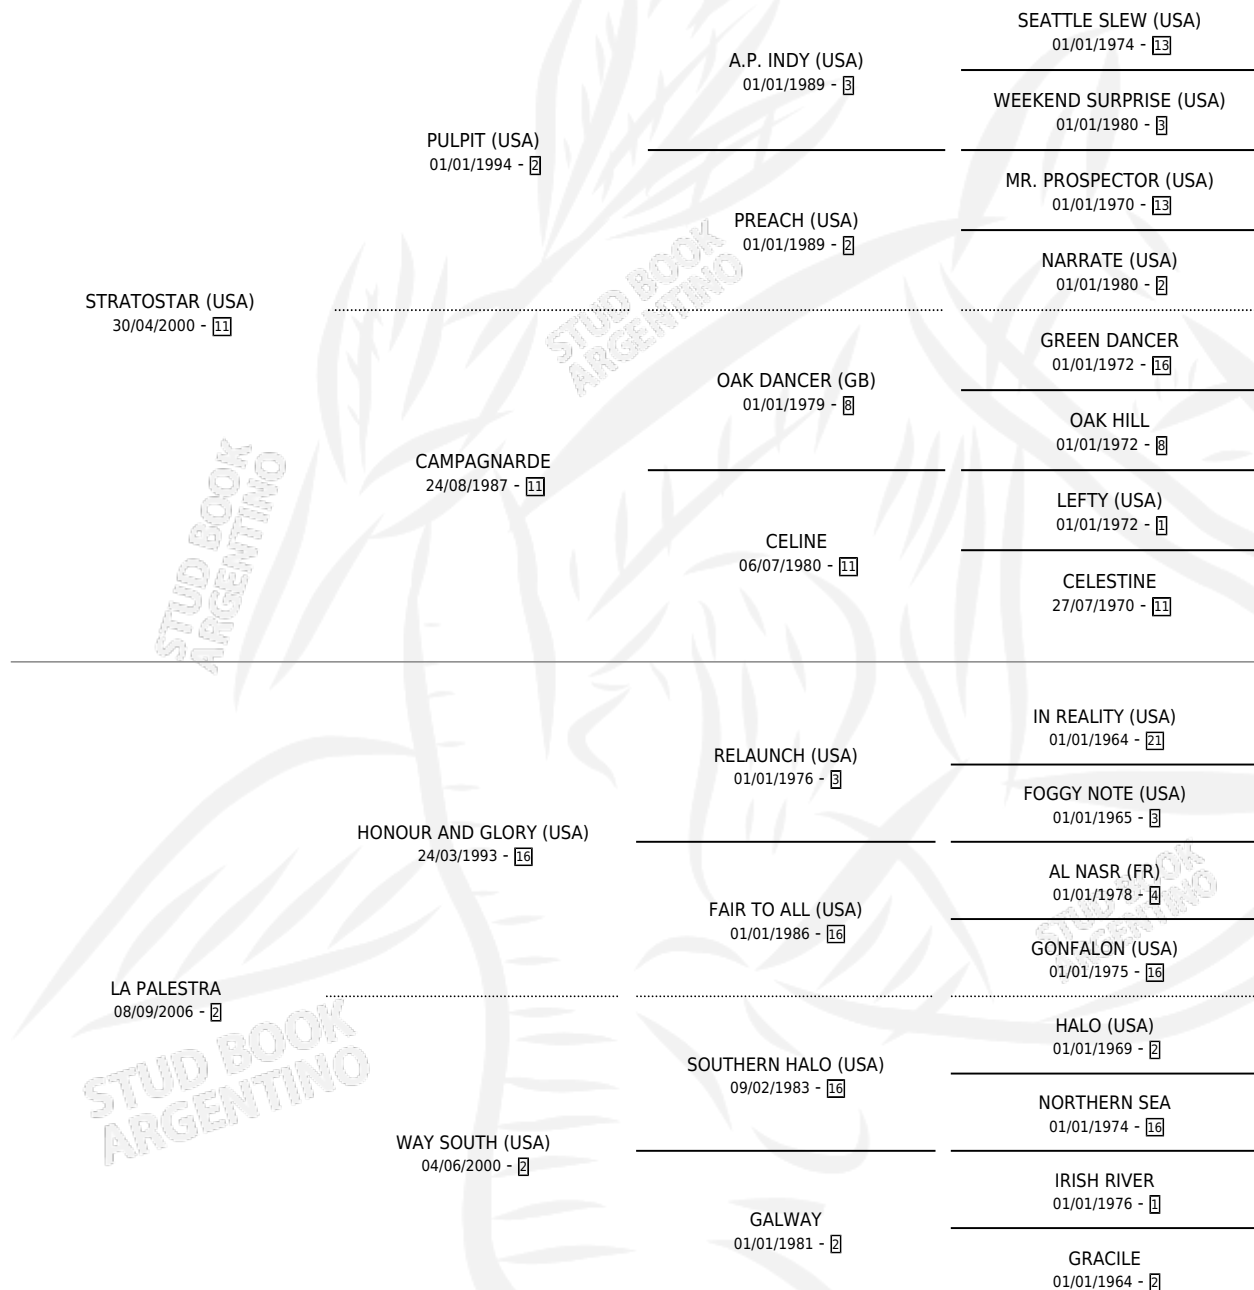 SEATTLE SLEW (USA)
01/01/1974 - 13
A.P. INDY (USA)
01/01/1989 - 3
WEEKEND SURPRISE (USA)
01/01/1980 - 3
PULPIT (USA)
01/01/1994 - 2
MR. PROSPECTOR (USA)
01/01/1970 - 13
PREACH (USA)
01/01/1989 - 2
NARRATE (USA)
01/01/1980 - 2
STRATOSTAR (USA)
30/04/2000 - 11
STUD BOOK
ARGENTINO
GREEN DANCER
01/01/1972 - 16
OAK DANCER (GB)
01/01/1979 - 8
OAK HILL
01/01/1972 - 8
CAMPAGNARDE
24/08/1987 - 11
LEFTY (USA)
01/01/1972 - 1
CELINE
06/07/1980 - 11
CELESTINE
27/07/1970 - 11
STUD BOOK
ARGENTINO
IN REALITY (USA)
01/01/1964 - 21
RELAUNCH (USA)
01/01/1976 - 3
FOGGY NOTE (USA)
01/01/1965 - 3
HONOUR AND GLORY (USA)
24/03/1993 - 16
AL NASR (FR)
01/01/1978 - 4
FAIR TO ALL (USA)
01/01/1986 - 16
GONFALON (USA)
01/01/1975 - 16
STUD BOOK
ARGENTINO
LA PALESTRA
08/09/2006 - 2
STUD BOOK
ARGENTINO
HALO (USA)
01/01/1969 - 2
SOUTHERN HALO (USA)
09/02/1983 - 16
NORTHERN SEA
01/01/1974 - 16
WAY SOUTH (USA)
04/06/2000 - 2
IRISH RIVER
01/01/1976 - 1
GALWAY
01/01/1981 - 2
GRACILE
01/01/1964 - 2